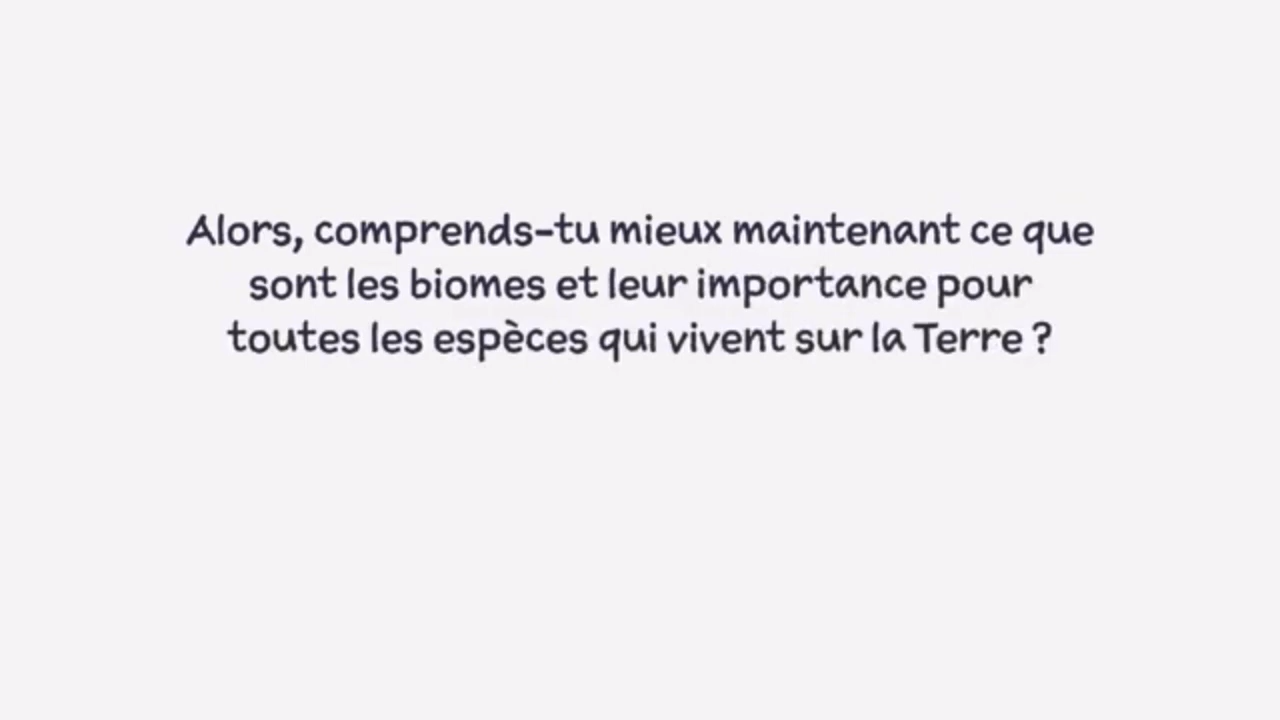 Alors, comprends-tu mieux maintenant ce que
sont les biomes et leur importance pour
toutes les espèces qui vivent sur la Terre ?